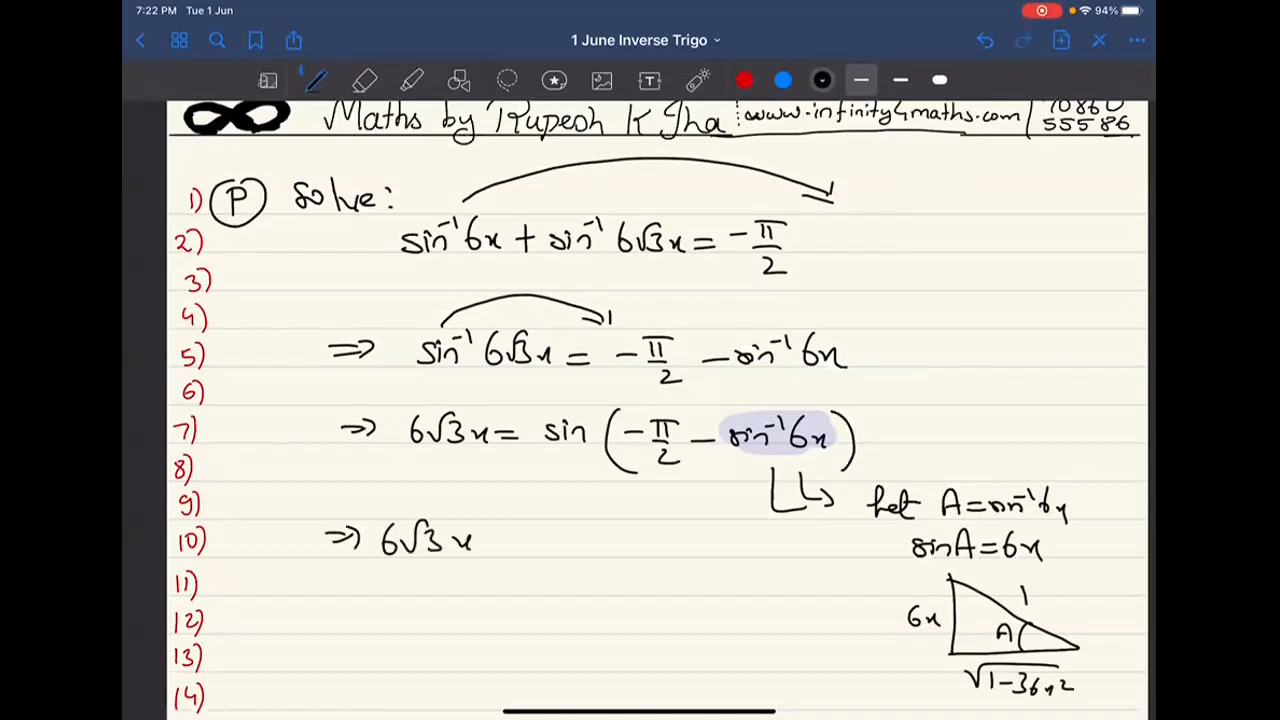 7:22 PM Tue 1 Jun
94%
1 June Inverse Trigo
∞ Maths by Rupesh K Jha
www.infinity4maths.com
70860
55586
1) P Solve:
2) sin⁻¹6x + sin⁻¹6√3x = -π/2
3)
4)
5) ⇒ sin⁻¹6√3x = -π/2 - sin⁻¹6x
6)
7) ⇒ 6√3x = sin(-π/2 - sin⁻¹6x)
8)
9) Let A = sin⁻¹6x
10) ⇒ 6√3x
sinA = 6x
11)
1
12) 6x
A
13)
√1-36x²
14)